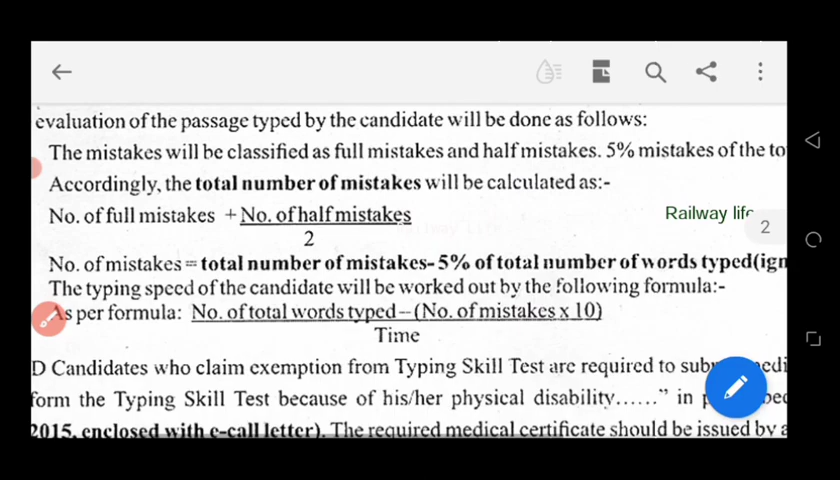 evaluation of the passage typed by the candidate will be done as follows:
The mistakes will be classified as full mistakes and half mistakes. 5% mistakes of the to
Accordingly, the total number of mistakes will be calculated as:-
No. of full mistakes + No. of half mistakes
2
Railway life
2
No. of mistakes = total number of mistakes- 5% of total number of words typed(ign
The typing speed of the candidate will be worked out by the following formula:-
As per formula: No. of total words typed – (No. of mistakes x 10)
Time
D Candidates who claim exemption from Typing Skill Test are required to sub
form the Typing Skill Test because of his/her physical disability......" in
2015, enclosed with e-call letter). The required medical certificate should be issued by a